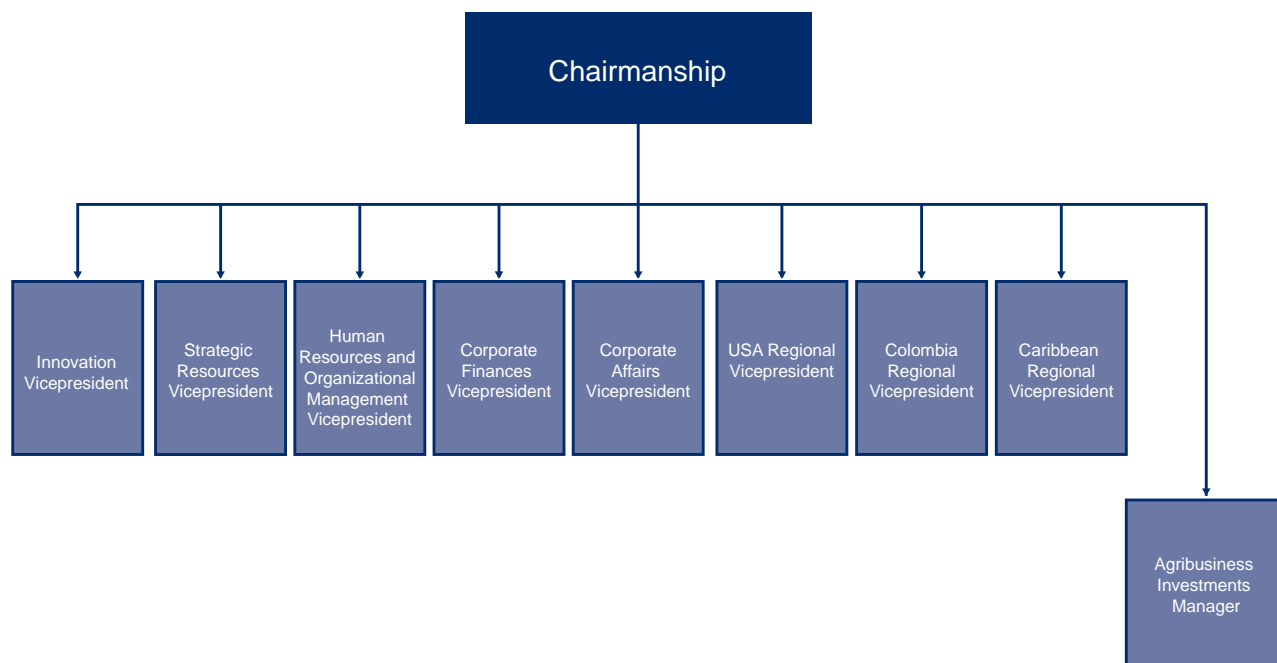 Chairmanship
Innovation
Vicepresident
Strategic
Resources
Vicepresident
Human
Resources and
Organizational
Management
Vicepresident
Corporate
Finances
Vicepresident
Corporate
Affairs
Vicepresident
USA Regional
Vicepresident
Colombia
Regional
Vicepresident
Caribbean
Regional
Vicepresident
Agribusiness
Investments
Manager